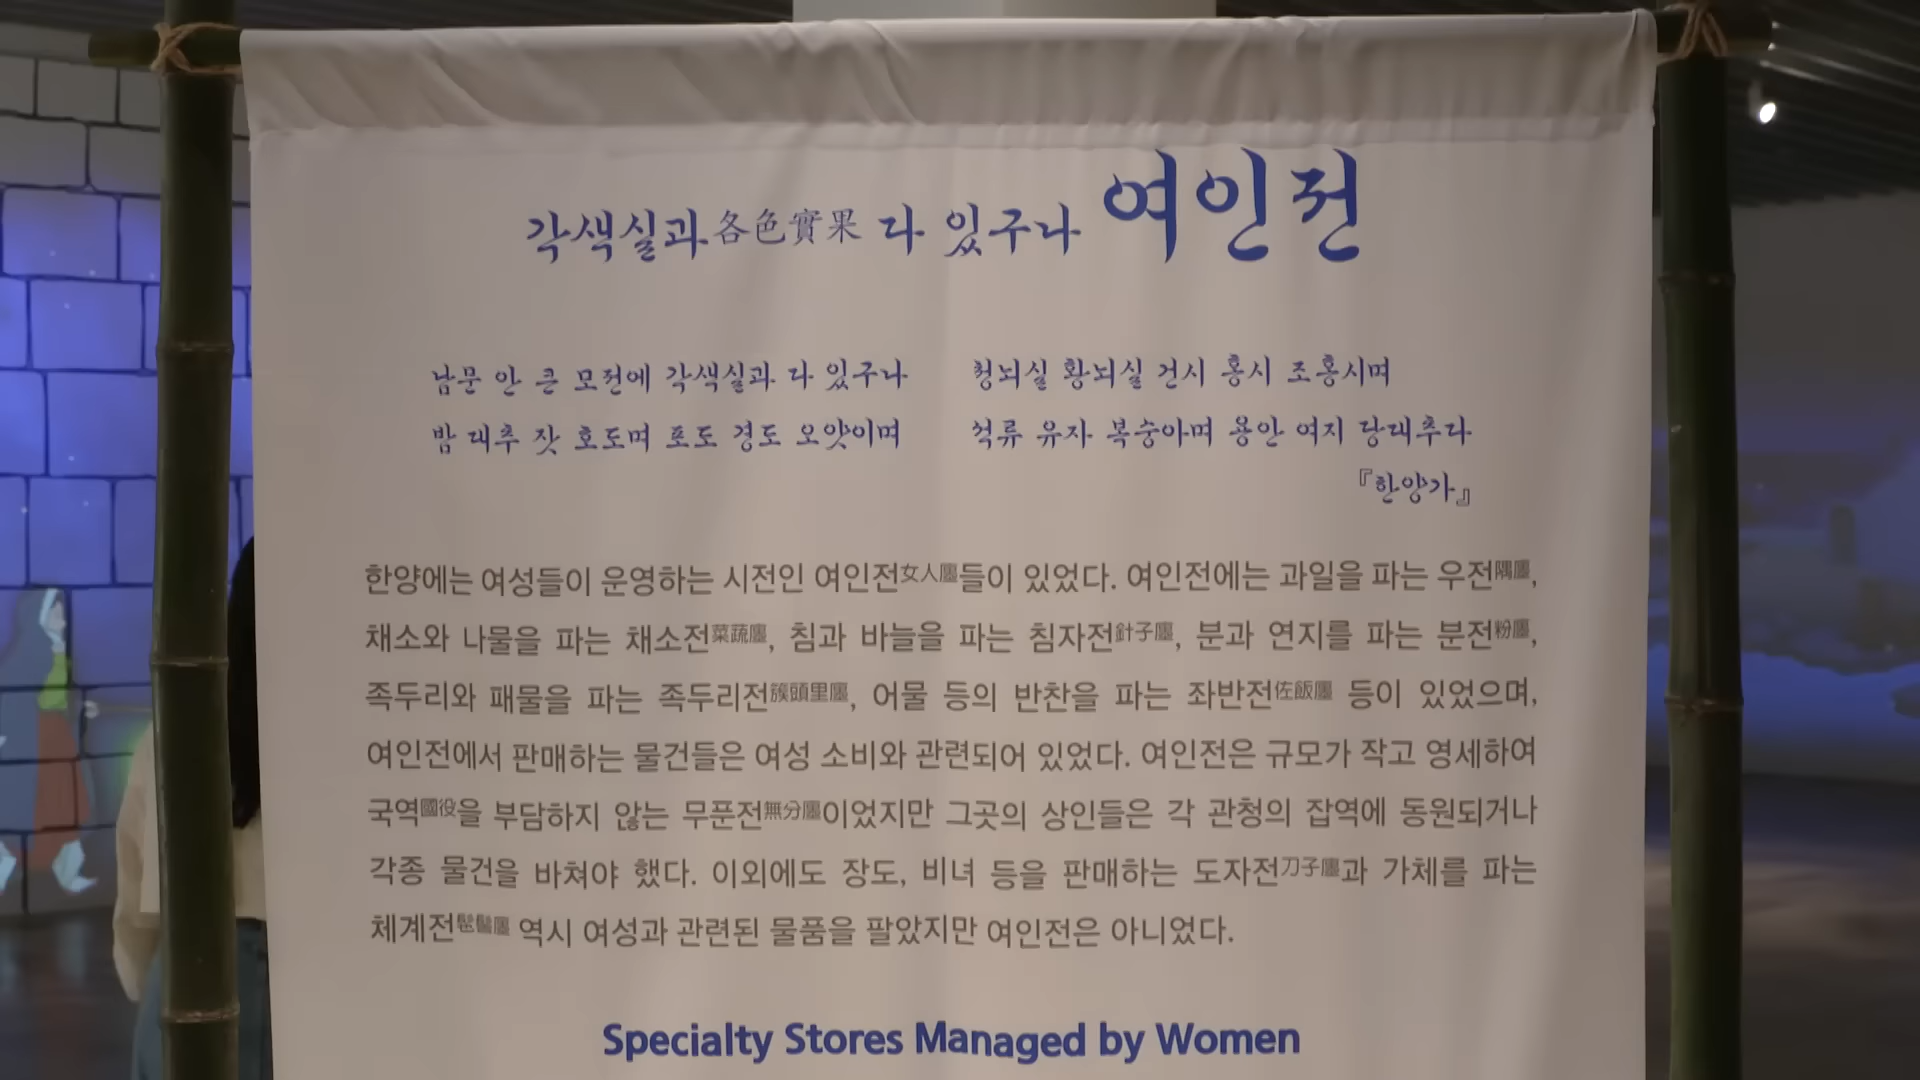 각색실과各色實果 다 있구나 여인전
남문 안 큰 모전에 각색실과 다 있구나
밤 대추 잣 호도며 포도 경도 오얏이며
청뇌실 황뇌실 건시 홍시 조홍시며
석류 유자 복숭아며 용안 여지 당대추라
『한양가』
한양에는 여성들이 운영하는 시전인 여인전女人廛들이 있었다. 여인전에는 과일을 파는 우전隅廛,
채소와 나물을 파는 채소전菜蔬廛, 침과 바늘을 파는 침자전針子廛, 분과 연지를 파는 분전粉廛,
족두리와 패물을 파는 족두리전簇頭里廛, 어물 등의 반찬을 파는 좌반전佐飯廛 등이 있었으며,
여인전에서 판매하는 물건들은 여성 소비와 관련되어 있었다. 여인전은 규모가 작고 영세하여
국역國役을 부담하지 않는 무푼전無分廛이었지만 그곳의 상인들은 각 관청의 잡역에 동원되거나
각종 물건을 바쳐야 했다. 이외에도 장도, 비녀 등을 판매하는 도자전刀子廛과 가체를 파는
체계전髢髻廛 역시 여성과 관련된 물품을 팔았지만 여인전은 아니었다.
Specialty Stores Managed by Women